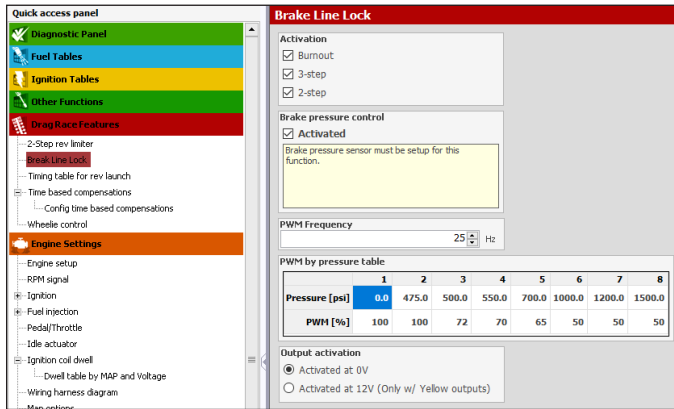 Quick access panel
Diagnostic Panel
Fuel Tables
Ignition Tables
Other Functions
Drag Race Features
2-Step rev limiter
Break Line Lock
Timing table for rev launch
Time based compensations
Config time based compensations
Wheelie control
Engine Settings
Engine setup
RPM signal
Ignition
Fuel injection
Pedal/Throttle
Idle actuator
Ignition coil dwell
Dwell table by MAP and Voltage
Wiring harness diagram
Map options
Brake Line Lock
Activation
Burnout
3-step
2-step
Brake pressure control
Activated
Brake pressure sensor must be setup for this
function.
PWM Frequency
25 Hz
PWM by pressure table
1 2 3 4 5 6 7 8
Pressure [psi] 0.0 475.0 500.0 550.0 700.0 1000.0 1200.0 1500.0
PWM [%] 100 100 72 70 65 50 50 50
Output activation
Activated at 0V
Activated at 12V (Only w/ Yellow outputs)